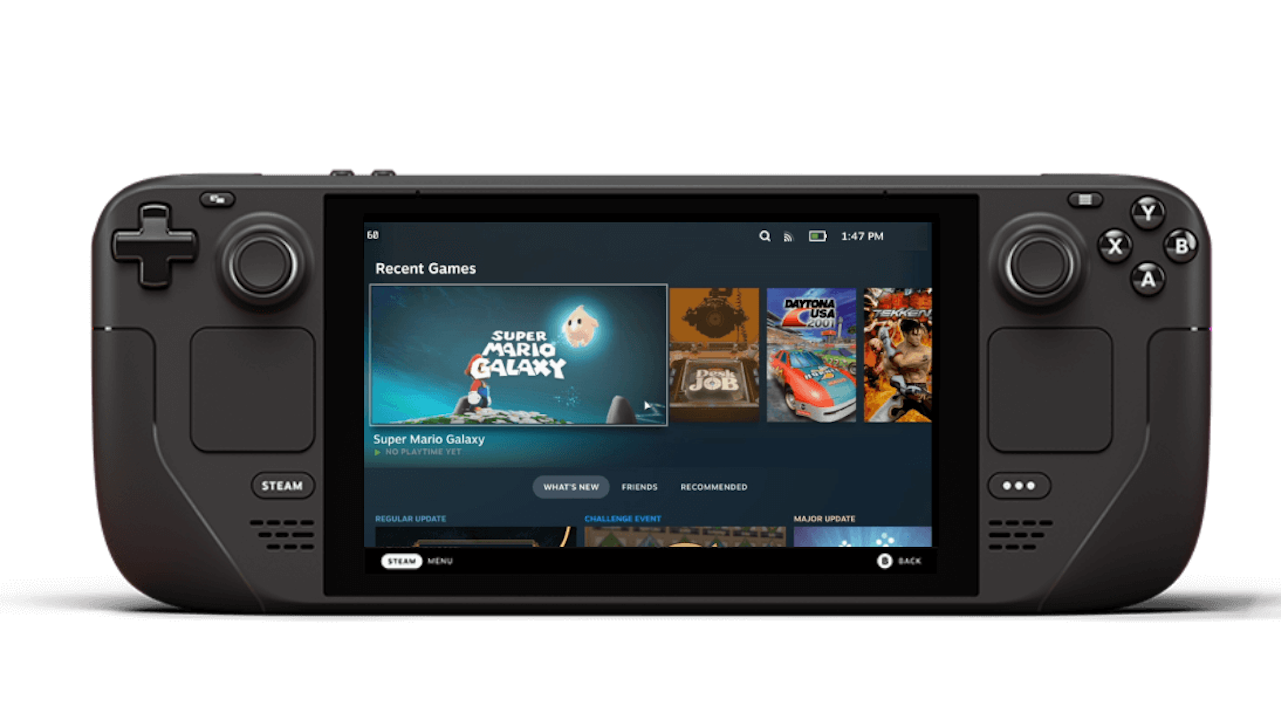 60
1:47 PM
Recent Games
SUPER
MARIO
GALAXY
Desk
JOB
DAYTONA
USA
2001
TEKKEN
Super Mario Galaxy
NO PLAYTIME YET
WHAT'S NEW
FRIENDS
RECOMMENDED
REGULAR UPDATE
CHALLENGE EVENT
MAJOR UPDATE
STEAM
MENU
B
BACK
Y
X
B
A
STEAM